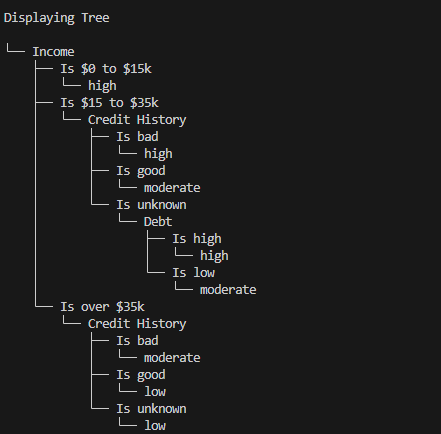 Displaying Tree
Income
Is $0 to $15k
high
Is $15 to $35k
Credit History
Is bad
high
Is good
moderate
Is unknown
Debt
Is high
high
Is low
moderate
Is over $35k
Credit History
Is bad
moderate
Is good
low
Is unknown
low